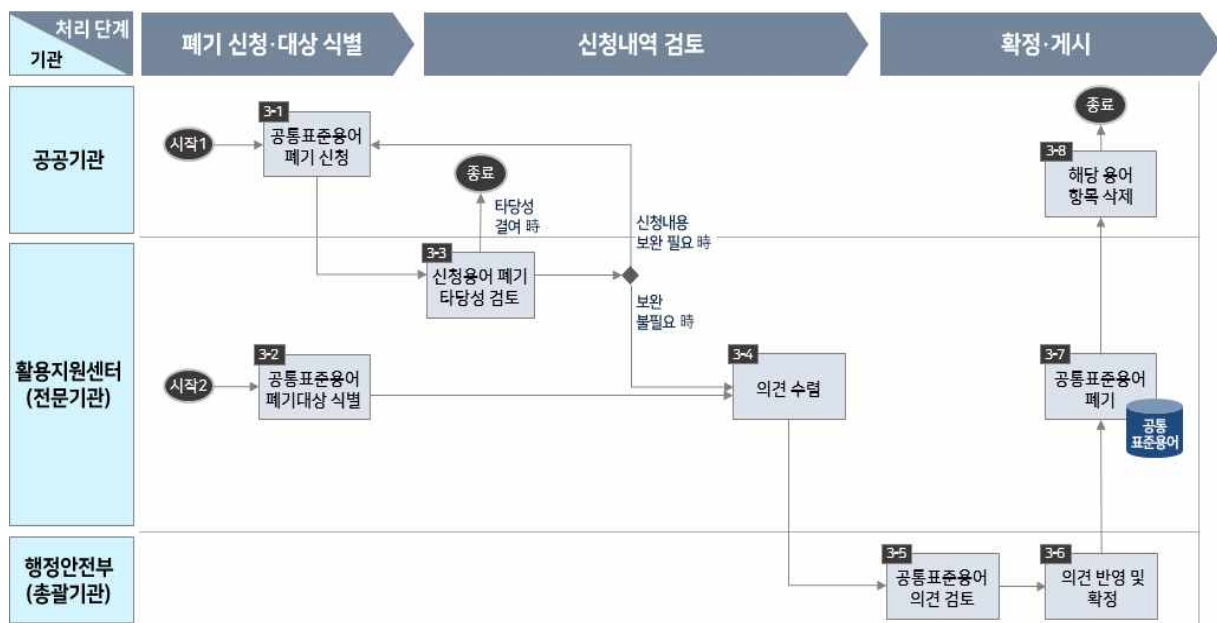 처리 단계
기관
폐기 신청·대상 식별
신청내역 검토
확정·게시
공공기관
시작1
3-1
공통표준용어
폐기 신청
종료
타당성
결여 時
신청내용
보완 필요 時
종료
3-8
해당 용어
항목 삭제
활용지원센터
(전문기관)
3-3
신청용어 폐기
타당성 검토
보완
불필요 時
시작2
3-2
공통표준용어
폐기대상 식별
3-4
의견 수렴
3-7
공통표준용어
폐기
공통
표준용어
행정안전부
(총괄기관)
3-5
공통표준용어
의견 검토
3-6
의견 반영 및
확정